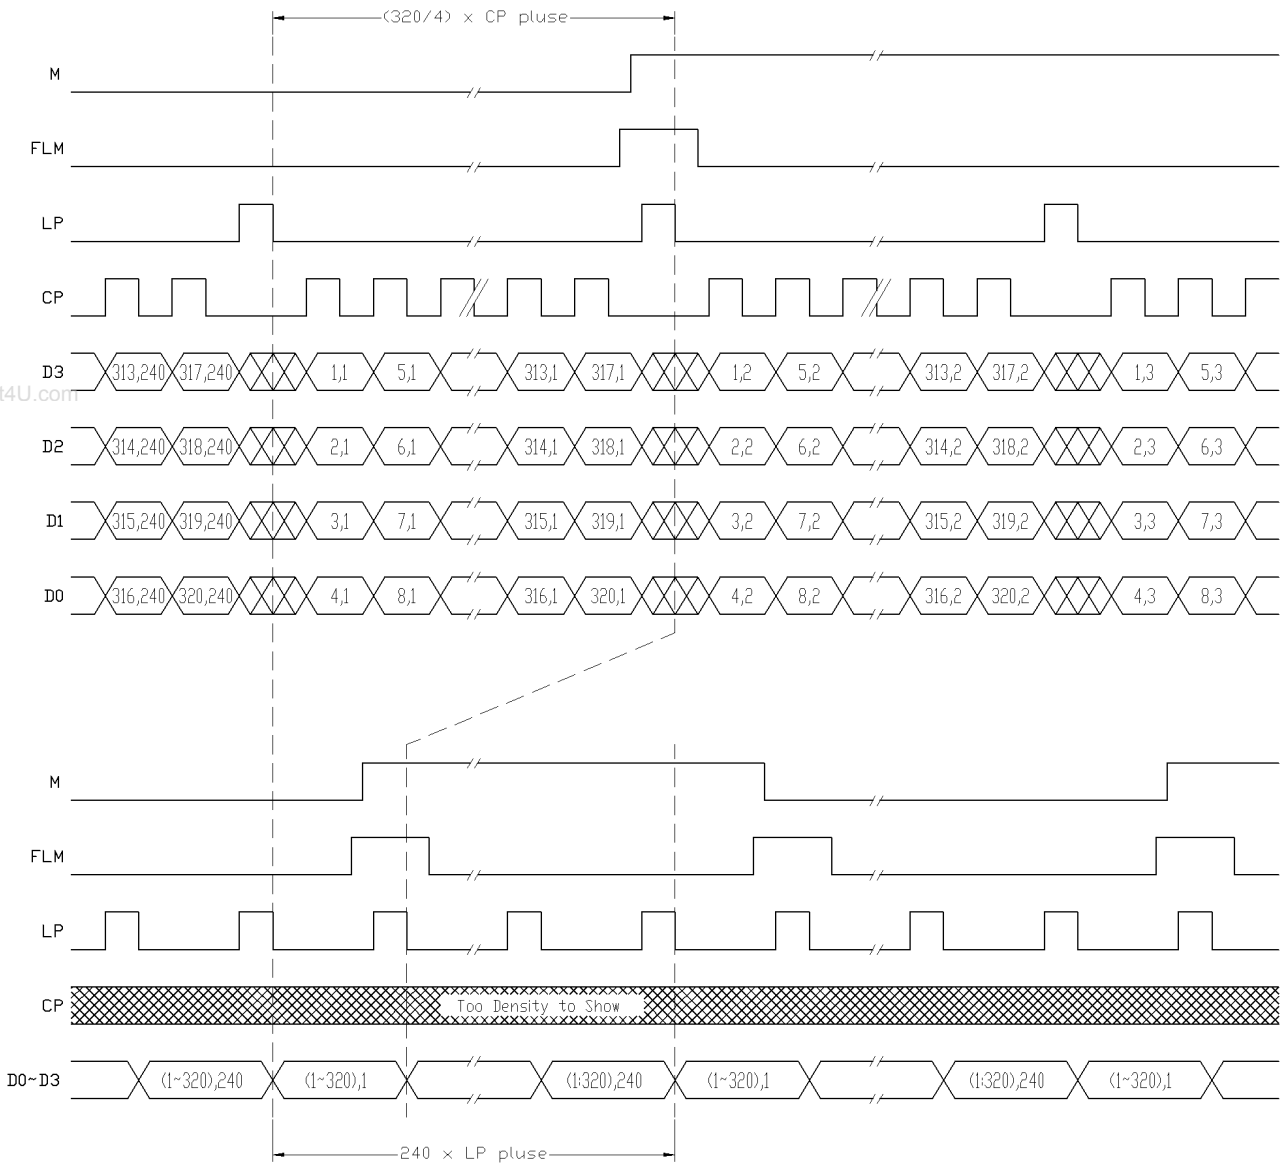 (320/4) x CP pluse
M
FLM
LP
CP
D3 313,240 317,240 1,1 5,1 313,1 317,1 1,2 5,2 313,2 317,2 1,3 5,3
t4U.com
D2 314,240 318,240 2,1 6,1 314,1 318,1 2,2 6,2 314,2 318,2 2,3 6,3
D1 315,240 319,240 3,1 7,1 315,1 319,1 3,2 7,2 315,2 319,2 3,3 7,3
D0 316,240 320,240 4,1 8,1 316,1 320,1 4,2 8,2 316,2 320,2 4,3 8,3
M
FLM
LP
CP Too Density to Show
D0~D3 (1~320),240 (1~320),1 (1:320),240 (1~320),1 (1:320),240 (1~320),1
240 x LP pluse